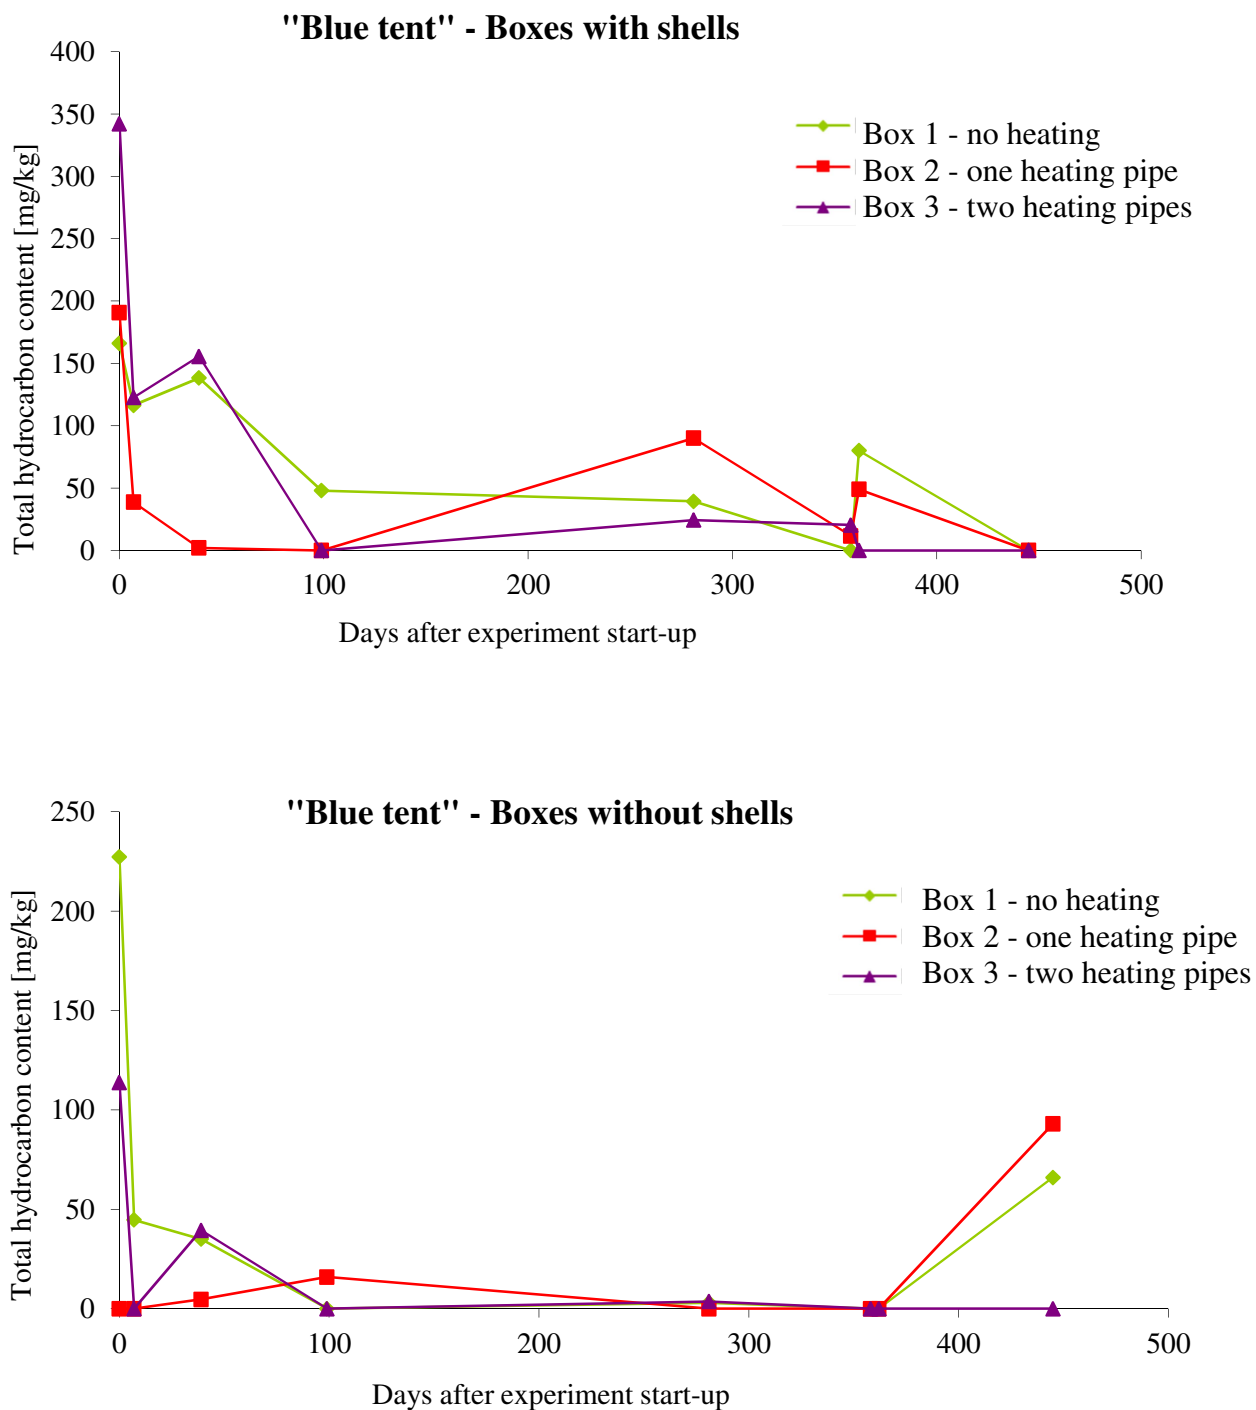 "Blue tent" - Boxes with shells
400
350
300
250
200
150
100
50
0
Total hydrocarbon content [mg/kg]
Box 1 - no heating
Box 2 - one heating pipe
Box 3 - two heating pipes
0 100 200 300 400 500
Days after experiment start-up
"Blue tent" - Boxes without shells
250
200
150
100
50
0
Total hydrocarbon content [mg/kg]
Box 1 - no heating
Box 2 - one heating pipe
Box 3 - two heating pipes
0 100 200 300 400 500
Days after experiment start-up